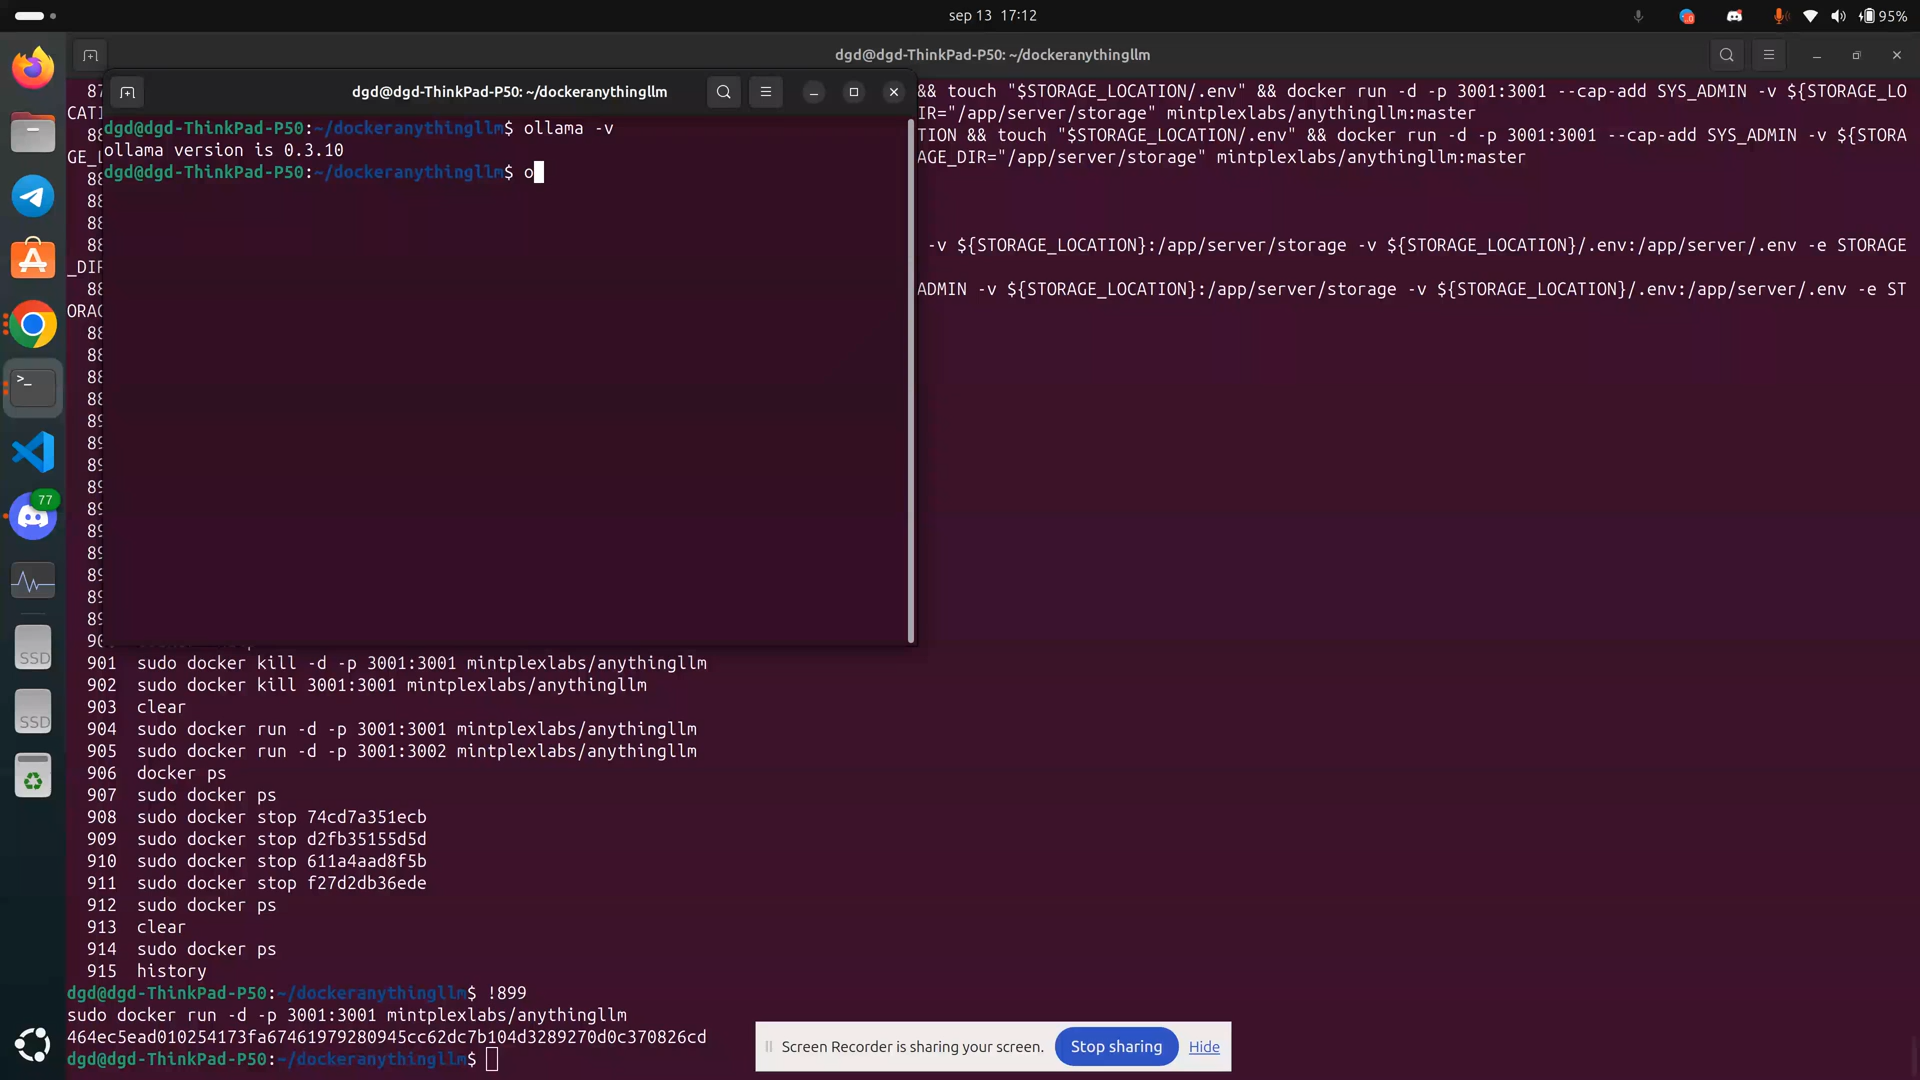 sep 13 17:12
95%
dgd@dgd-ThinkPad-P50: ~/dockeranythingllm
dgd@dgd-ThinkPad-P50: ~/dockeranythingllm
dgd@dgd-ThinkPad-P50:~/dockeranythingllm$ ollama -v
ollama version is 0.3.10
dgd@dgd-ThinkPad-P50:~/dockeranythingllm$ o
&& touch "$STORAGE_LOCATION/.env" && docker run -d -p 3001:3001 --cap-add SYS_ADMIN -v ${STORAGE_LO
CATI
DIR="/app/server/storage" mintplexlabs/anythingllm:master
TION && touch "$STORAGE_LOCATION/.env" && docker run -d -p 3001:3001 --cap-add SYS_ADMIN -v ${STORA
GE_L
AGE_DIR="/app/server/storage" mintplexlabs/anythingllm:master
-v ${STORAGE_LOCATION}:/app/server/storage -v ${STORAGE_LOCATION}/.env:/app/server/.env -e STORAGE
_DIR
ADMIN -v ${STORAGE_LOCATION}:/app/server/storage -v ${STORAGE_LOCATION}/.env:/app/server/.env -e ST
ORAG
901 sudo docker kill -d -p 3001:3001 mintplexlabs/anythingllm
902 sudo docker kill 3001:3001 mintplexlabs/anythingllm
903 clear
904 sudo docker run -d -p 3001:3001 mintplexlabs/anythingllm
905 sudo docker run -d -p 3001:3002 mintplexlabs/anythingllm
906 docker ps
907 sudo docker ps
908 sudo docker stop 74cd7a351ecb
909 sudo docker stop d2fb35155d5d
910 sudo docker stop 611a4aad8f5b
911 sudo docker stop f27d2db36ede
912 sudo docker ps
913 clear
914 sudo docker ps
915 history
dgd@dgd-ThinkPad-P50:~/dockeranythingllm$ !899
sudo docker run -d -p 3001:3001 mintplexlabs/anythingllm
464ec5ead010254173fa67461979280945cc62dc7b104d3289270d0c370826cd
dgd@dgd-ThinkPad-P50:~/dockeranythingllm$
Screen Recorder is sharing your screen.
Stop sharing
Hide
77
SSD
SSD